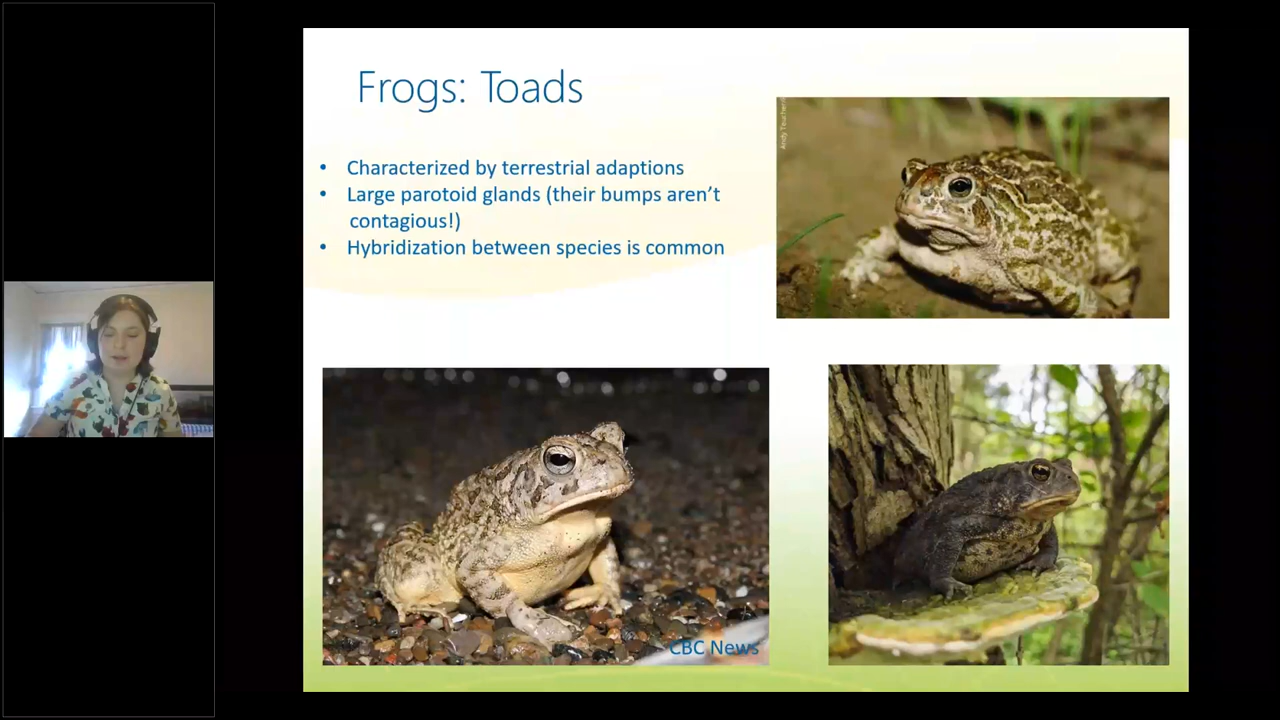 Frogs: Toads
• Characterized by terrestrial adaptions
• Large parotoid glands (their bumps aren’t
contagious!)
• Hybridization between species is common
CBC News